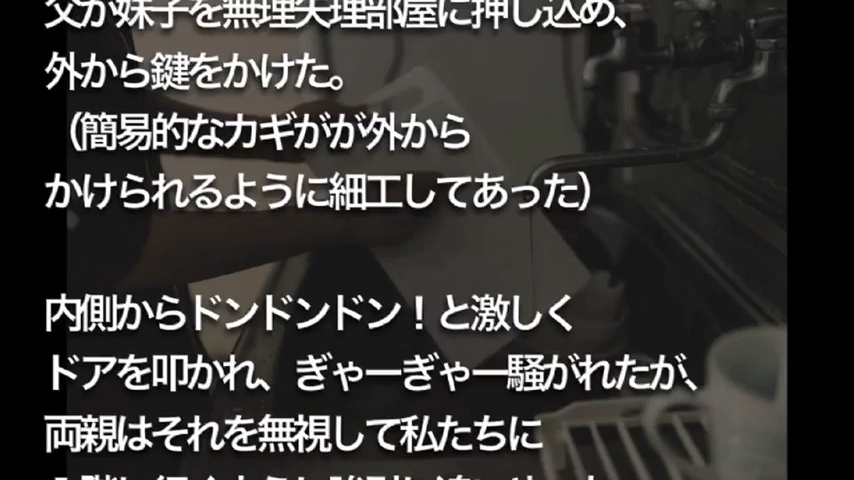 父が妹子を無理矢理部屋に押し込め、
外から鍵をかけた。
（簡易的なカギがが外から
かけられるように細工してあった）
内側からドンドンドン！と激しく
ドアを叩かれ、ぎゃーぎゃー騒がれたが、
両親はそれを無視して私たちに